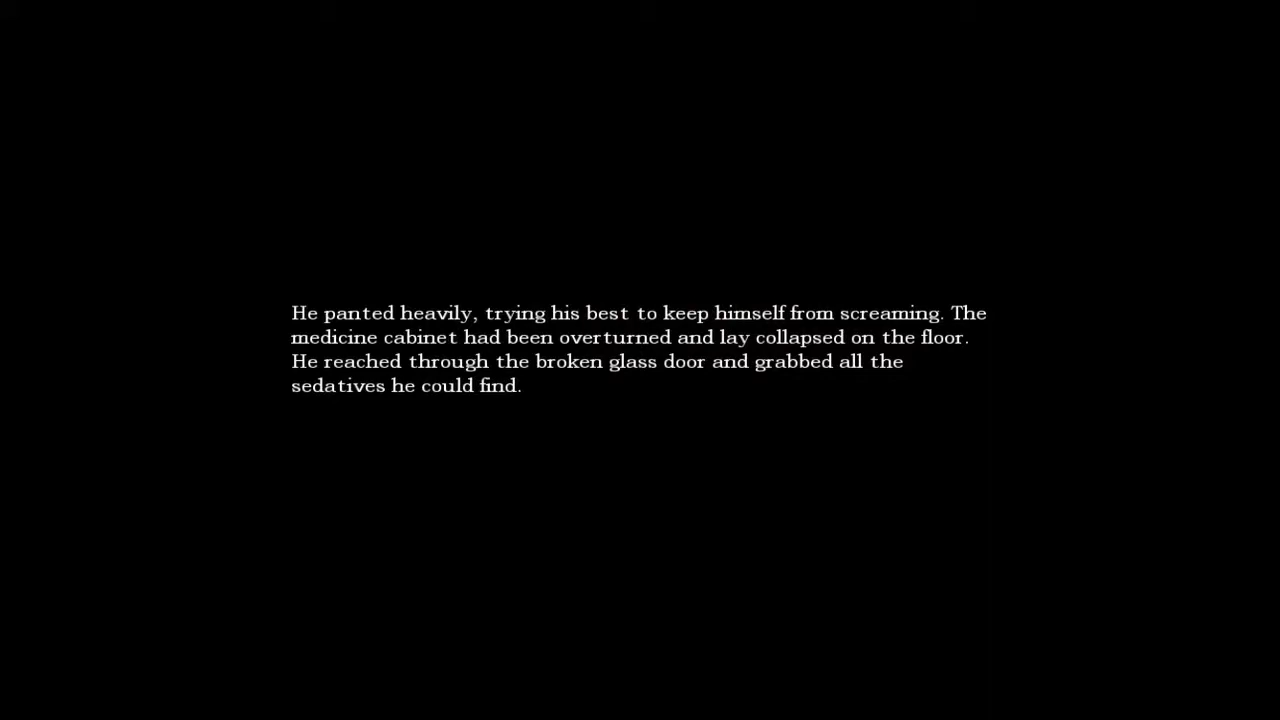 He panted heavily, trying his best to keep himself from screaming. The
medicine cabinet had been overturned and lay collapsed on the floor.
He reached through the broken glass door and grabbed all the
sedatives he could find.